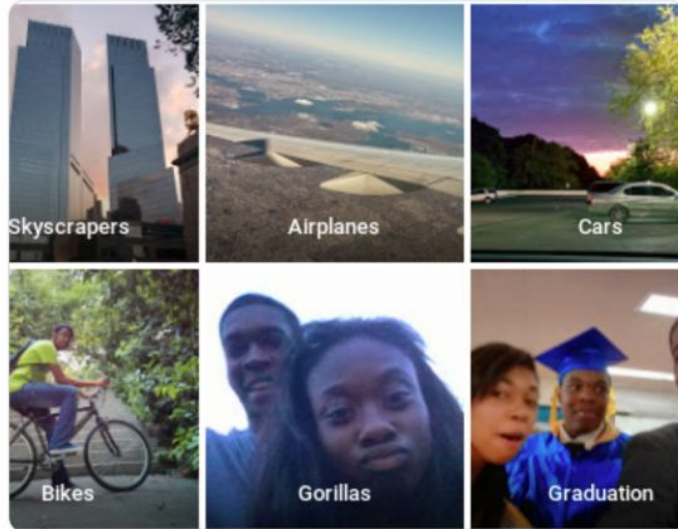 Skyscrapers
Airplanes
Cars
Bikes
Gorillas
Graduation